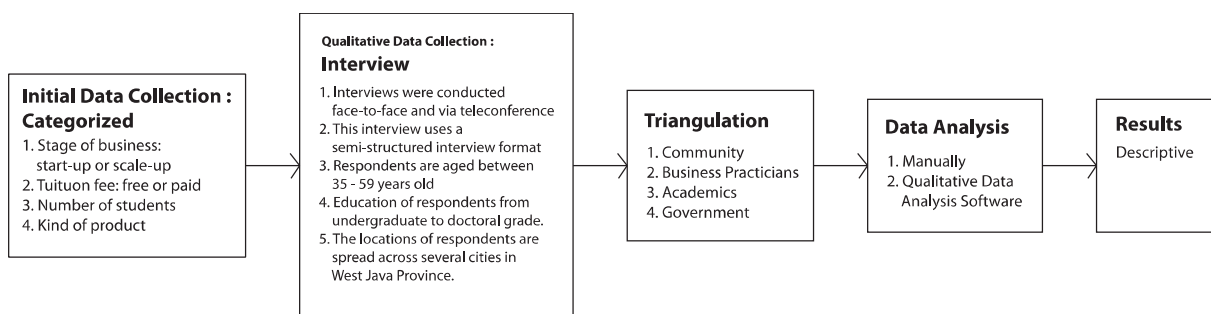 Initial Data Collection :
Categorized
1. Stage of business:
start-up or scale-up
2. Tuituon fee: free or paid
3. Number of students
4. Kind of product
Qualitative Data Collection :
Interview
1. Interviews were conducted
face-to-face and via teleconference
2. This interview uses a
semi-structured interview format
3. Respondents are aged between
35 - 59 years old
4. Education of respondents from
undergraduate to doctoral grade.
5. The locations of respondents are
spread across several cities in
West Java Province.
Triangulation
1. Community
2. Business Practicians
3. Academics
4. Government
Data Analysis
1. Manually
2. Qualitative Data
Analysis Software
Results
Descriptive